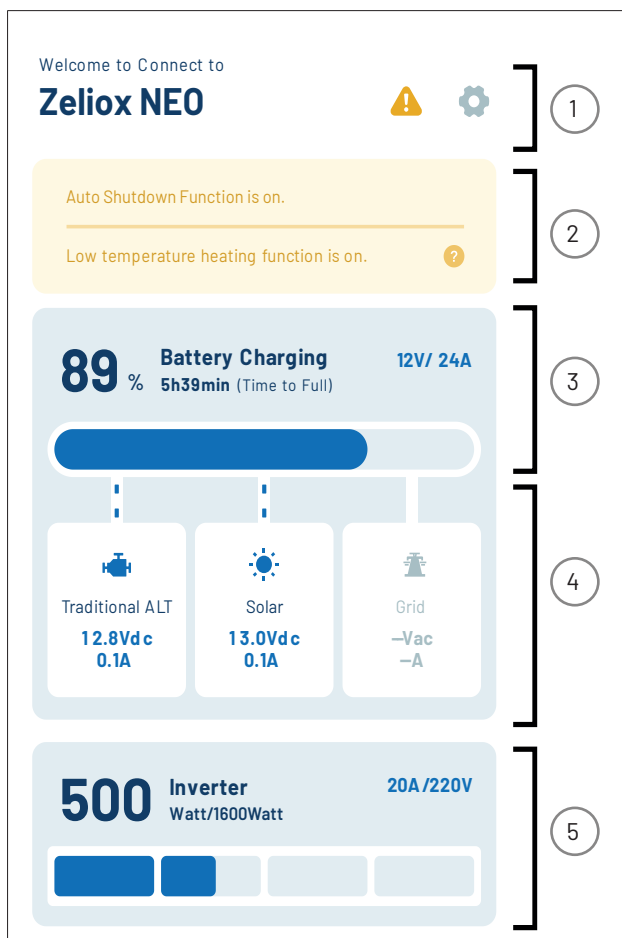 Welcome to Connect to
Zeliox NEO
1
Auto Shutdown Function is on.
Low temperature heating function is on.
?
2
89 %
Battery Charging
12V/ 24A
5h39min (Time to Full)
3
Traditional ALT
12.8Vdc
0.1A
Solar
13.0Vdc
0.1A
Grid
—Vac
—A
4
500
Inverter
20A/220V
Watt/1600Watt
5